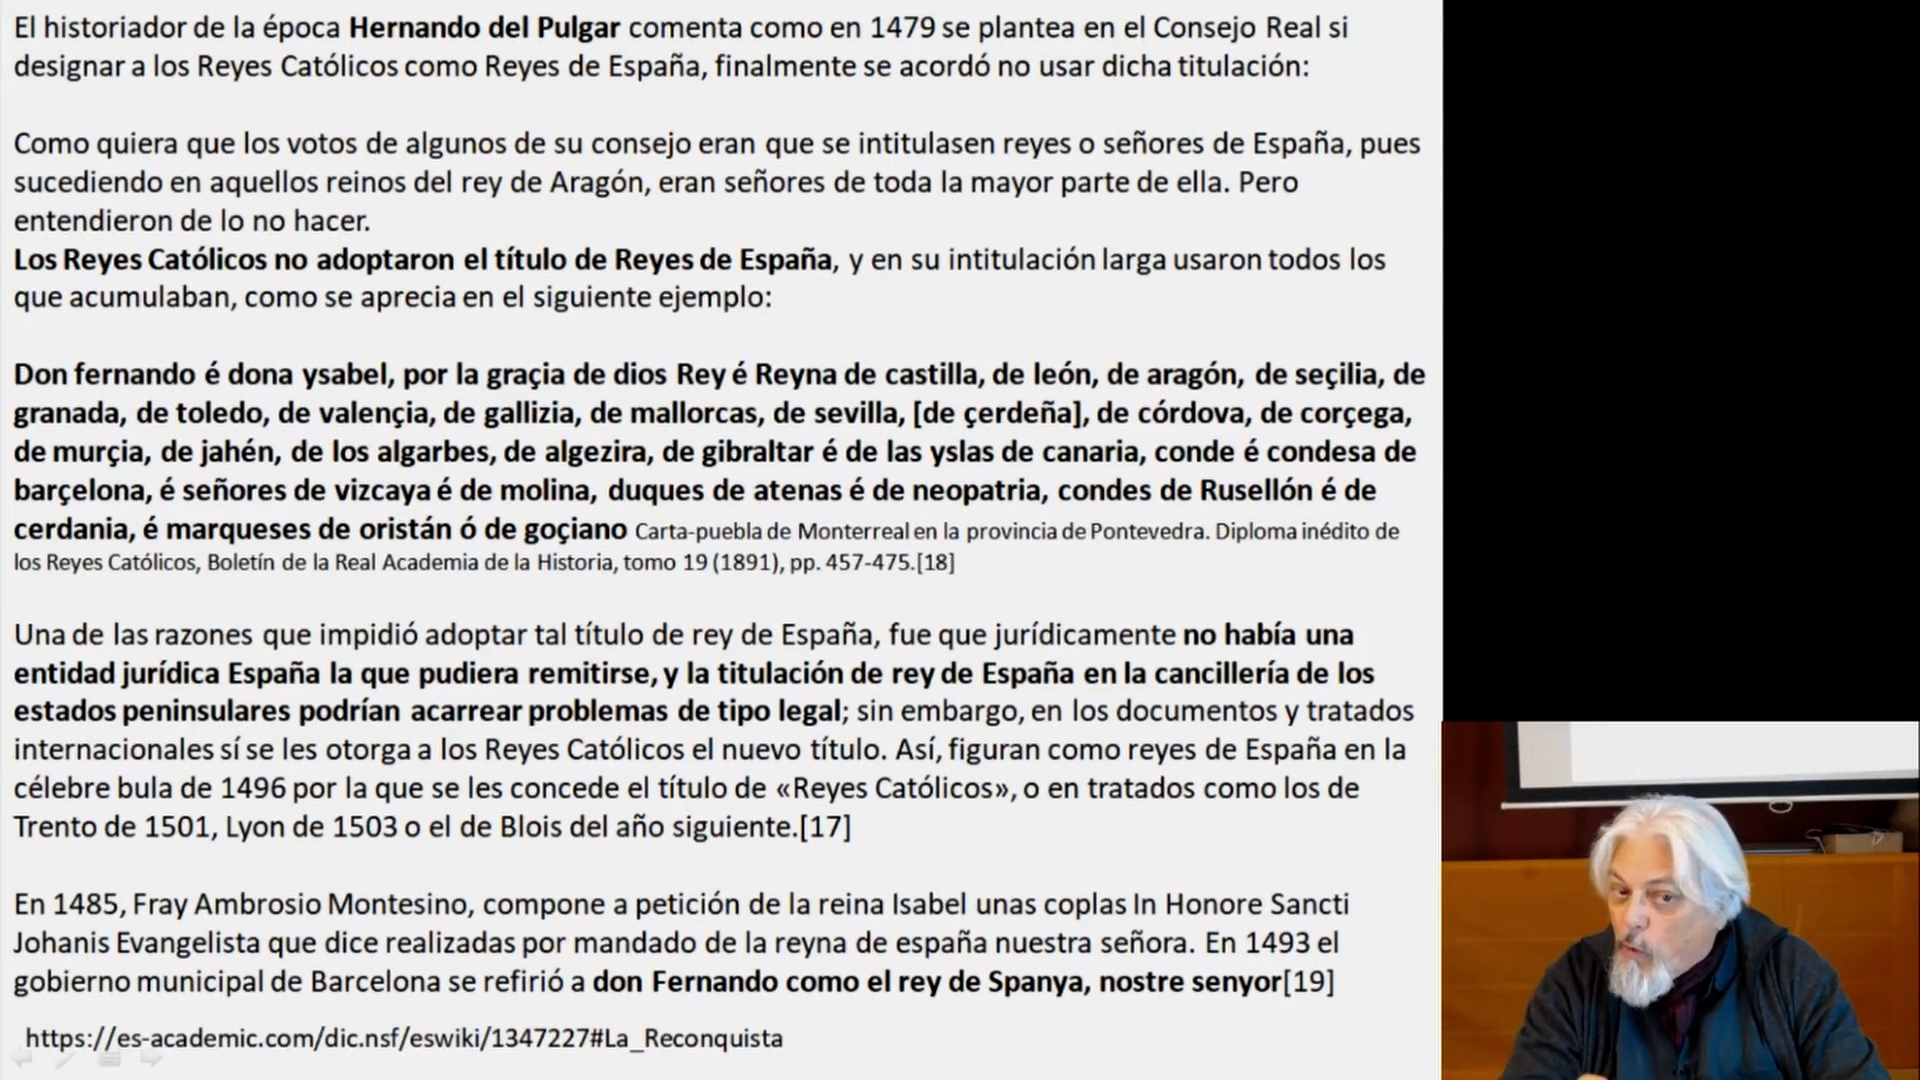 El historiador de la época Hernando del Pulgar comenta como en 1479 se plantea en el Consejo Real si
designar a los Reyes Católicos como Reyes de España, finalmente se acordó no usar dicha titulación:
Como quiera que los votos de algunos de su consejo eran que se intitulasen reyes o señores de España, pues
sucediendo en aquellos reinos del rey de Aragón, eran señores de toda la mayor parte de ella. Pero
entendieron de lo no hacer.
Los Reyes Católicos no adoptaron el título de Reyes de España, y en su intitulación larga usaron todos los
que acumulaban, como se aprecia en el siguiente ejemplo:
Don fernando é dona ysabel, por la graçia de dios Rey é Reyna de castilla, de león, de aragón, de seçilia, de
granada, de toledo, de valençia, de gallizia, de mallorcas, de sevilla, [de çerdeña], de córdova, de corçega,
de murçia, de jahén, de los algarbes, de algezira, de gibraltar é de las yslas de canaria, conde é condesa de
barçelona, é señores de vizcaya é de molina, duques de atenas é de neopatria, condes de Rusellón é de
cerdania, é marqueses de oristán ó de goçiano Carta-puebla de Monterreal en la provincia de Pontevedra. Diploma inédito de
los Reyes Católicos, Boletín de la Real Academia de la Historia, tomo 19 (1891), pp. 457-475.[18]
Una de las razones que impidió adoptar tal título de rey de España, fue que jurídicamente no había una
entidad jurídica España la que pudiera remitirse, y la titulación de rey de España en la cancillería de los
estados peninsulares podrían acarrear problemas de tipo legal; sin embargo, en los documentos y tratados
internacionales sí se les otorga a los Reyes Católicos el nuevo título. Así, figuran como reyes de España en la
célebre bula de 1496 por la que se les concede el título de «Reyes Católicos», o en tratados como los de
Trento de 1501, Lyon de 1503 o el de Blois del año siguiente.[17]
En 1485, Fray Ambrosio Montesino, compone a petición de la reina Isabel unas coplas In Honore Sancti
Johanis Evangelista que dice realizadas por mandado de la reyna de españa nuestra señora. En 1493 el
gobierno municipal de Barcelona se refirió a don Fernando como el rey de Spanya, nostre senyor[19]
https://es-academic.com/dic.nsf/eswiki/1347227#La_Reconquista